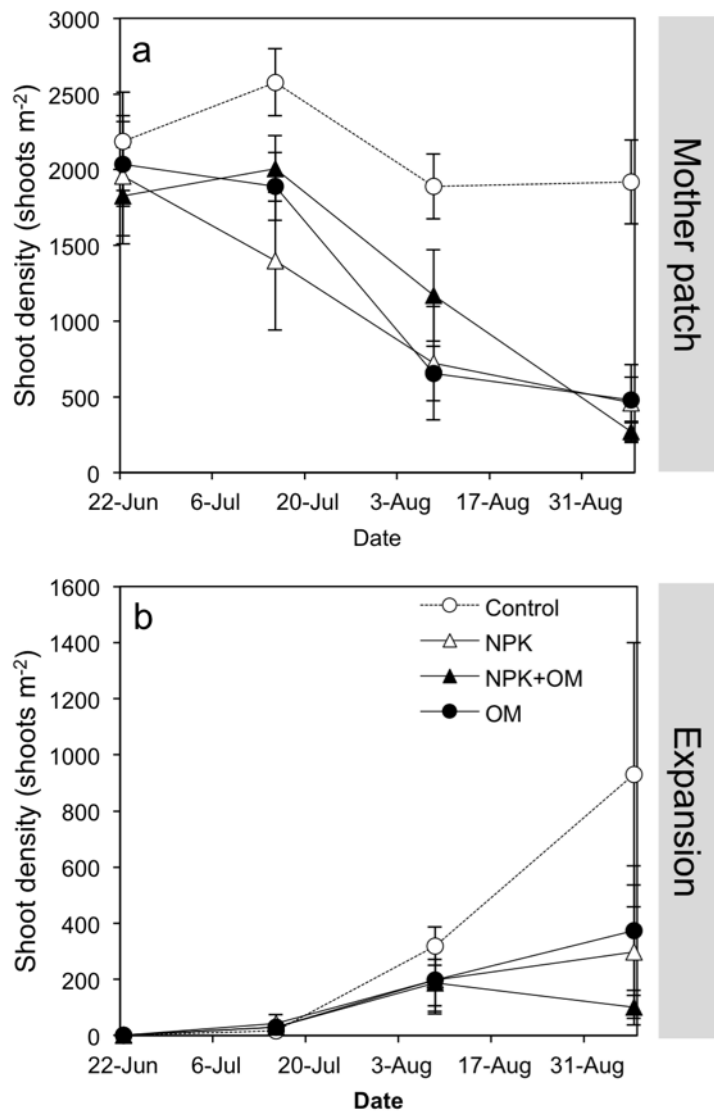 3000
2500
2000
1500
1000
500
0
Shoot density (shoots m-2)
a
22-Jun 6-Jul 20-Jul 3-Aug 17-Aug 31-Aug
Date
Mother patch
1600
1400
1200
1000
800
600
400
200
0
Shoot density (shoots m-2)
b
Control
NPK
NPK+OM
OM
22-Jun 6-Jul 20-Jul 3-Aug 17-Aug 31-Aug
Date
Expansion